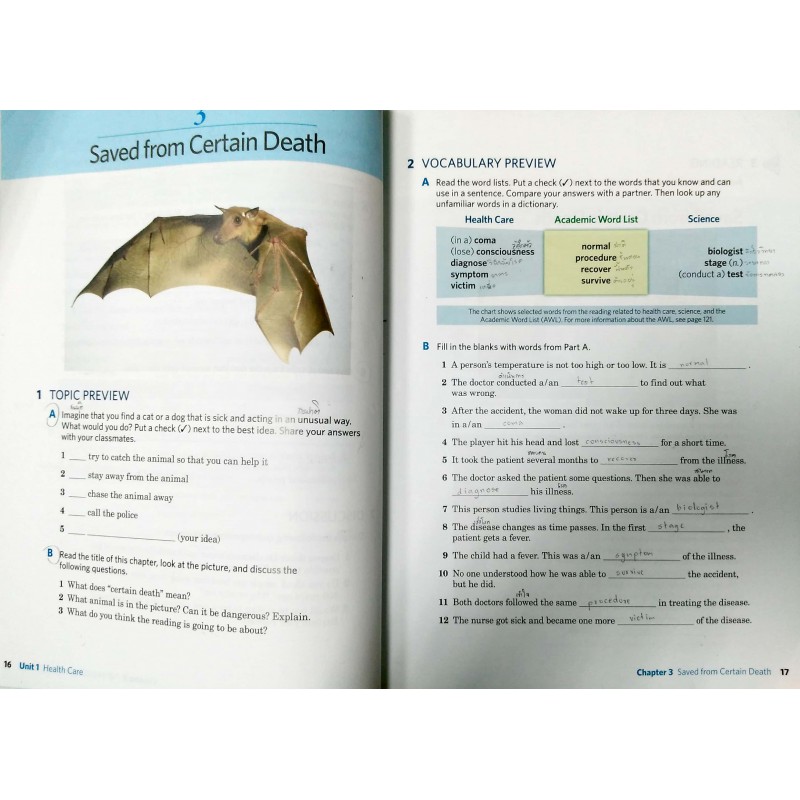 3
Saved from Certain Death
1 TOPIC PREVIEW
A Imagine that you find a cat or a dog that is sick and acting in an unusual way.
What would you do? Put a check (✓) next to the best idea. Share your answers
with your classmates.
1 ____ try to catch the animal so that you can help it
2 ____ stay away from the animal
3 ____ chase the animal away
4 ____ call the police
5 ____ ____________________ (your idea)
B Read the title of this chapter, look at the picture, and discuss the
following questions.
1 What does “certain death” mean?
2 What animal is in the picture? Can it be dangerous? Explain.
3 What do you think the reading is going to be about?
16 Unit 1 Health Care
2 VOCABULARY PREVIEW
A Read the word lists. Put a check (✓) next to the words that you know and can
use in a sentence. Compare your answers with a partner. Then look up any
unfamiliar words in a dictionary.
Health Care
(in a) coma
(lose) consciousness
diagnose
symptom
victim
Academic Word List
normal
procedure
recover
survive
Science
biologist
stage (n.)
(conduct a) test
The chart shows selected words from the reading related to health care, science, and the
Academic Word List (AWL). For more information about the AWL, see page 121.
B Fill in the blanks with words from Part A.
1 A person's temperature is not too high or too low. It is normal .
2 The doctor conducted a/an test to find out what
was wrong.
3 After the accident, the woman did not wake up for three days. She was
in a/an coma .
4 The player hit his head and lost consciousness for a short time.
5 It took the patient several months to recover from the illness.
6 The doctor asked the patient some questions. Then she was able to
diagnose his illness.
7 This person studies living things. This person is a/an biologist .
8 The disease changes as time passes. In the first stage , the
patient gets a fever.
9 The child had a fever. This was a/an symptom of the illness.
10 No one understood how he was able to survive the accident,
but he did.
11 Both doctors followed the same procedure in treating the disease.
12 The nurse got sick and became one more victim of the disease.
Chapter 3 Saved from Certain Death 17